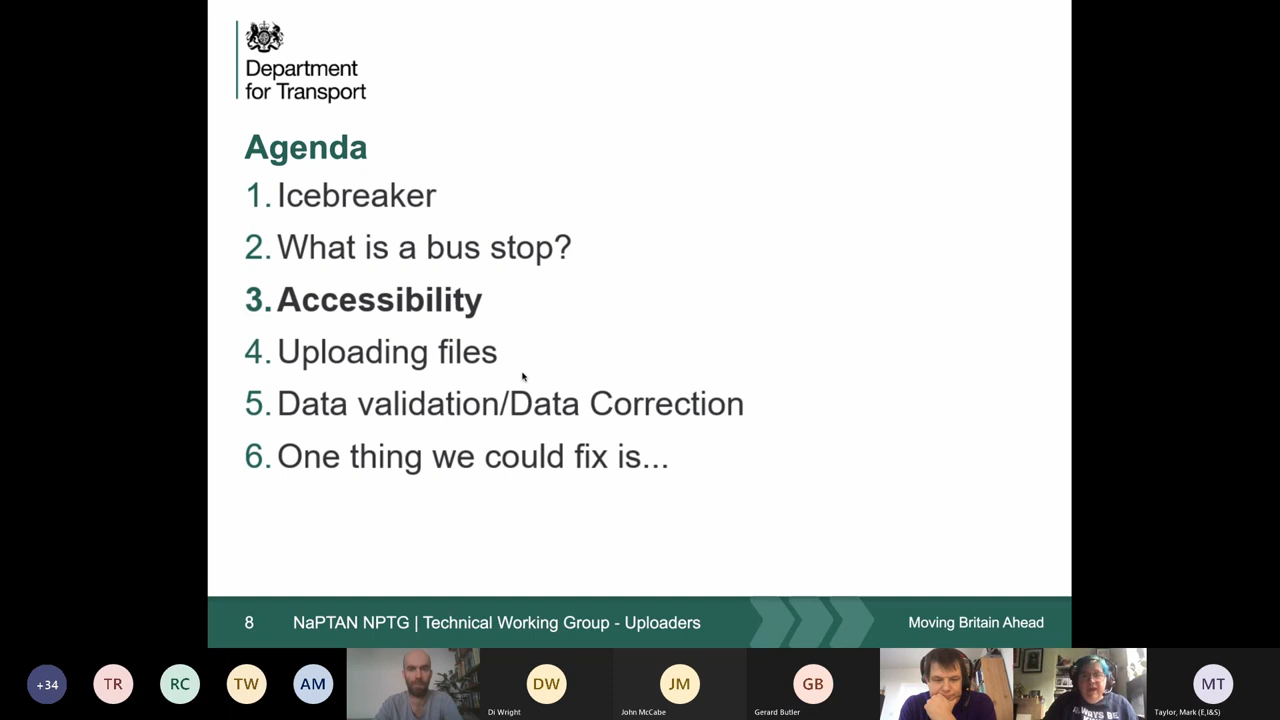 Department
for Transport
Agenda
1. Icebreaker
2. What is a bus stop?
3. Accessibility
4. Uploading files
5. Data validation/Data Correction
6. One thing we could fix is...
8 NaPTAN NPTG | Technical Working Group - Uploaders Moving Britain Ahead
+34 TR RC TW AM DW JM GB MT
ALWAYS BE
Di Wright John McCabe Gerard Butler Taylor, Mark (E,I&S)